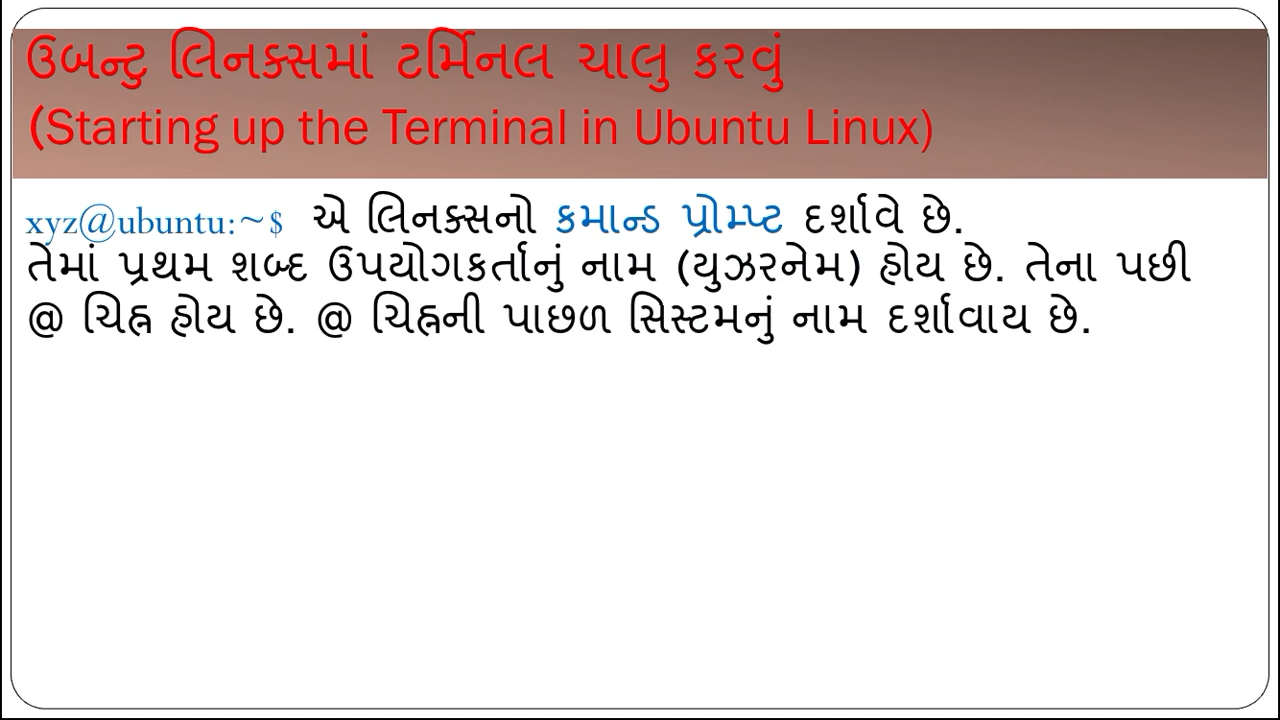 ઉબન્ટુ લિનક્સમાં ટર્મિનલ ચાલુ કરવું
(Starting up the Terminal in Ubuntu Linux)
xyz@ubuntu:~$ એ લિનક્સનો કમાન્ડ પ્રોમ્પ્ટ દર્શાવે છે.
તેમાં પ્રથમ શબ્દ ઉપયોગકર્તાનું નામ (યુઝરનેમ) હોય છે. તેના પછી
@ ચિહ્ન હોય છે. @ ચિહ્નની પાછળ સિસ્ટમનું નામ દર્શાવાય છે.